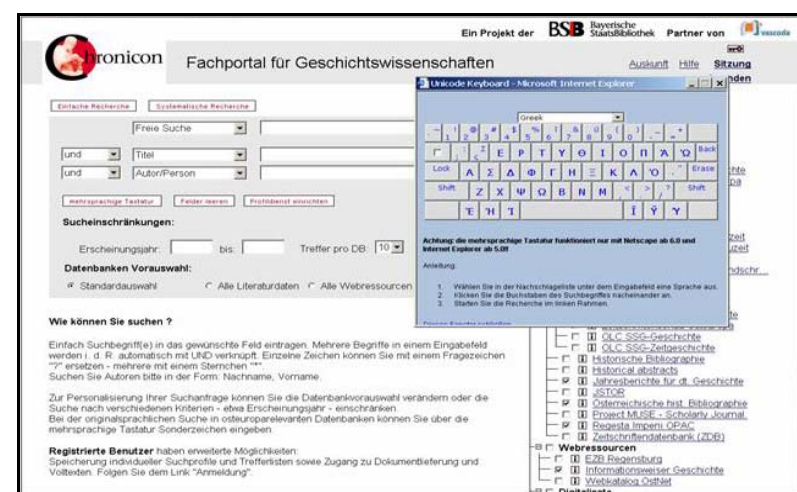 Ein Projekt der BSB Bayerische StaatsBibliothek Partner von vascoda
Chronicon Fachportal für Geschichtswissenschaften
Auskunft Hilfe Sitzung
nden
Einfache Recherche Systematische Recherche
Freie Suche
und Titel
und Autor/Person
mehrsprachige Tastatur Felder leeren Profildienst einrichten
Sucheinschränkungen:
Erscheinungsjahr: bis: Treffer pro DB: 10
Datenbanken Vorauswahl:
Standardauswahl Alle Literaturdaten Alle Webressourcen
Unicode Keyboard - Microsoft Internet Explorer
Greek
Ε Ρ Τ Υ Θ Ι Ο Π Ά Ώ Back
Lock Α Σ Δ Φ Γ Η Ξ Κ Λ Ό Erase
Shift Ζ Χ Ψ Ω Β Ν Μ < > ? Shift
Έ Ή Ί Ϊ Ϋ Ύ
Achtung: die mehrsprachige Tastatur funktioniert nur mit Netscape ab 6.0 und
Internet Explorer ab 5.0!!
Anleitung:
1. Wählen Sie in der Nachschlageliste unter dem Eingabefeld eine Sprache aus.
2. Klicken Sie die Buchstaben des Suchbegriffes nacheinander an.
3. Starten Sie die Recherche im linken Rahmen.
Wie können Sie suchen ?
Einfach Suchbegriff(e) in das gewünschte Feld eintragen. Mehrere Begriffe in einem Eingabefeld
werden i. d. R. automatisch mit UND verknüpft. Einzelne Zeichen können Sie mit einem Fragezeichen
"?" ersetzen - mehrere mit einem Sternchen "*"
Suchen Sie Autoren bitte in der Form: Nachname, Vorname.
Zur Personalisierung Ihrer Suchanfrage können Sie die Datenbankvorauswahl verändern oder die
Suche nach verschiedenen Kriterien - etwa Erscheinungsjahr - einschränken.
Bei der originalsprachlichen Suche in osteuroparelevanten Datenbanken können Sie über die
mehrsprachige Tastatur Sonderzeichen eingeben.
Registrierte Benutzer haben erweiterte Möglichkeiten:
Speicherung individueller Suchprofile und Trefferlisten sowie Zugang zu Dokumentlieferung und
Volltexten. Folgen Sie dem Link "Anmeldung".
OLC SSG-Geschichte
OLC SSG-Zeitgeschichte
Historische Bibliographie
Historical abstracts
Jahresberichte für dt. Geschichte
JSTOR
Österreichische hist. Bibliographie
Project MUSE - Scholarly Journal.
Regesta Imperii OPAC
Zeitschriftendatenbank (ZDB)
Webressourcen
EZB Regensburg
Informationsweiser Geschichte
Webkatalog OstNet